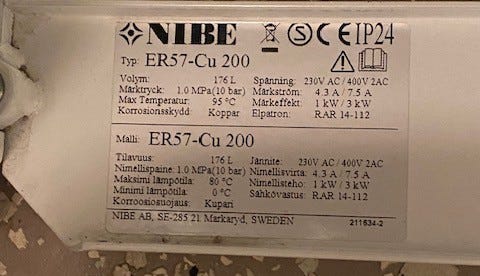 NIBE S CE IP24
Typ: ER57-Cu 200
Volym: 176 L Spänning: 230V AC / 400V 2AC
Märktryck: 1.0 MPa(10 bar) Märkström: 4.3 A / 7.5 A
Max Temperatur: 95 °C Märkeffekt: 1 kW / 3 kW
Korrosionsskydd: Koppar Elpatron: RAR 14-112
Malli: ER57-Cu 200
Tilavuus: 176 L Jännite: 230V AC / 400V 2AC
Nimellispaine: 1.0 MPa(10 bar) Nimellisvirta: 4.3 A / 7.5 A
Maksimi lämpötila: 80 °C Nimellisteho: 1 kW / 3 kW
Minimi lämpötila: 0 °C Sähkövastus: RAR 14-112
Korroosiosuojaus: Kupari
NIBE AB, SE-285 21 Markaryd, SWEDEN 211634-2